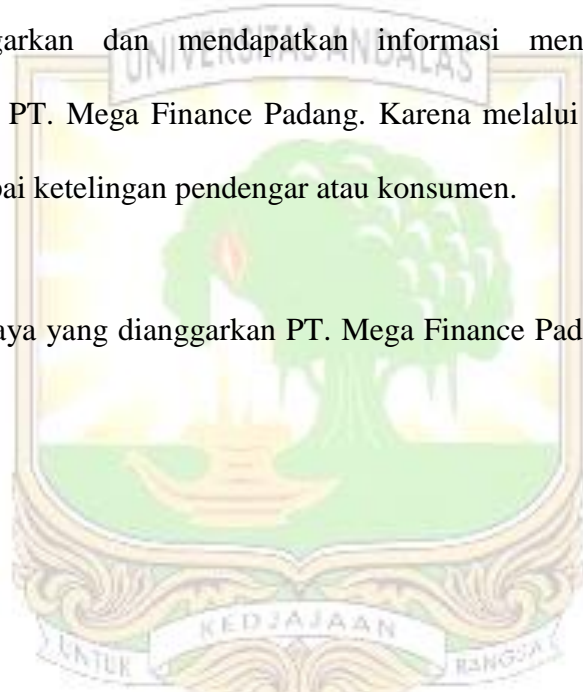 UNIVERSITAS ANDALAS
garkan dan mendapatkan informasi men
PT. Mega Finance Padang. Karena melalui
pai ketelingan pendengar atau konsumen.
aya yang dianggarkan PT. Mega Finance Pad
KEDJAJAAN
UNTUK BANGSA